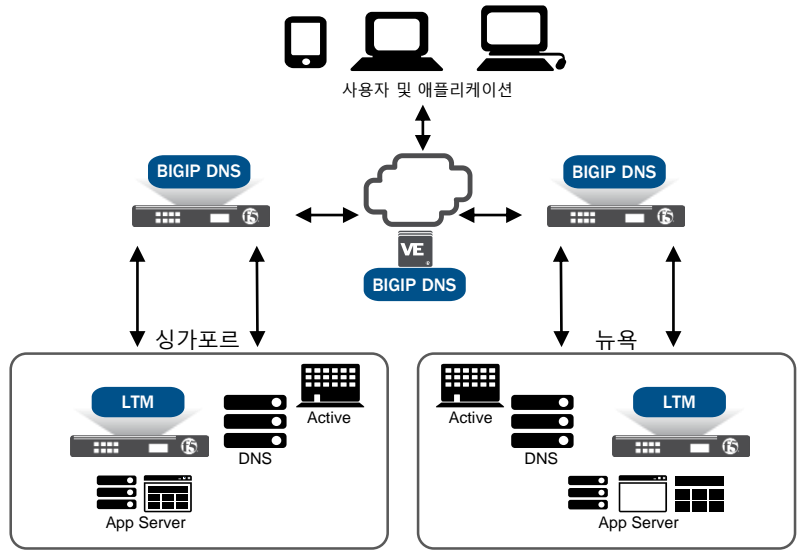 사용자 및 애플리케이션
BIGIP DNS
BIGIP DNS
VE
BIGIP DNS
싱가포르
뉴욕
LTM
Active
DNS
App Server
Active
LTM
DNS
App Server